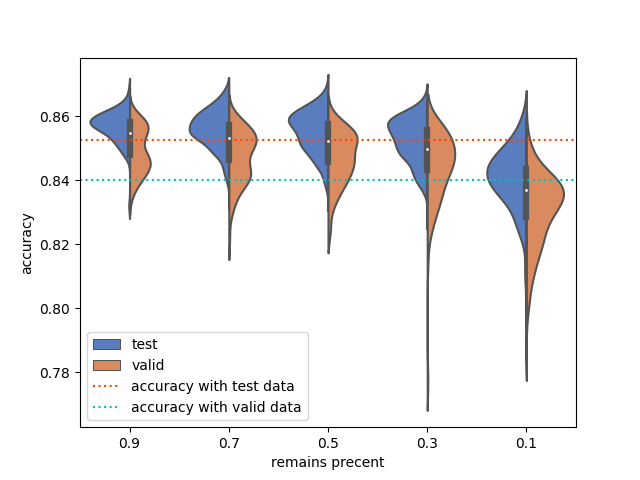 0.86
0.84
0.82
0.80
0.78
accuracy
test
valid
accuracy with test data
accuracy with valid data
0.9 0.7 0.5 0.3 0.1
remains precent